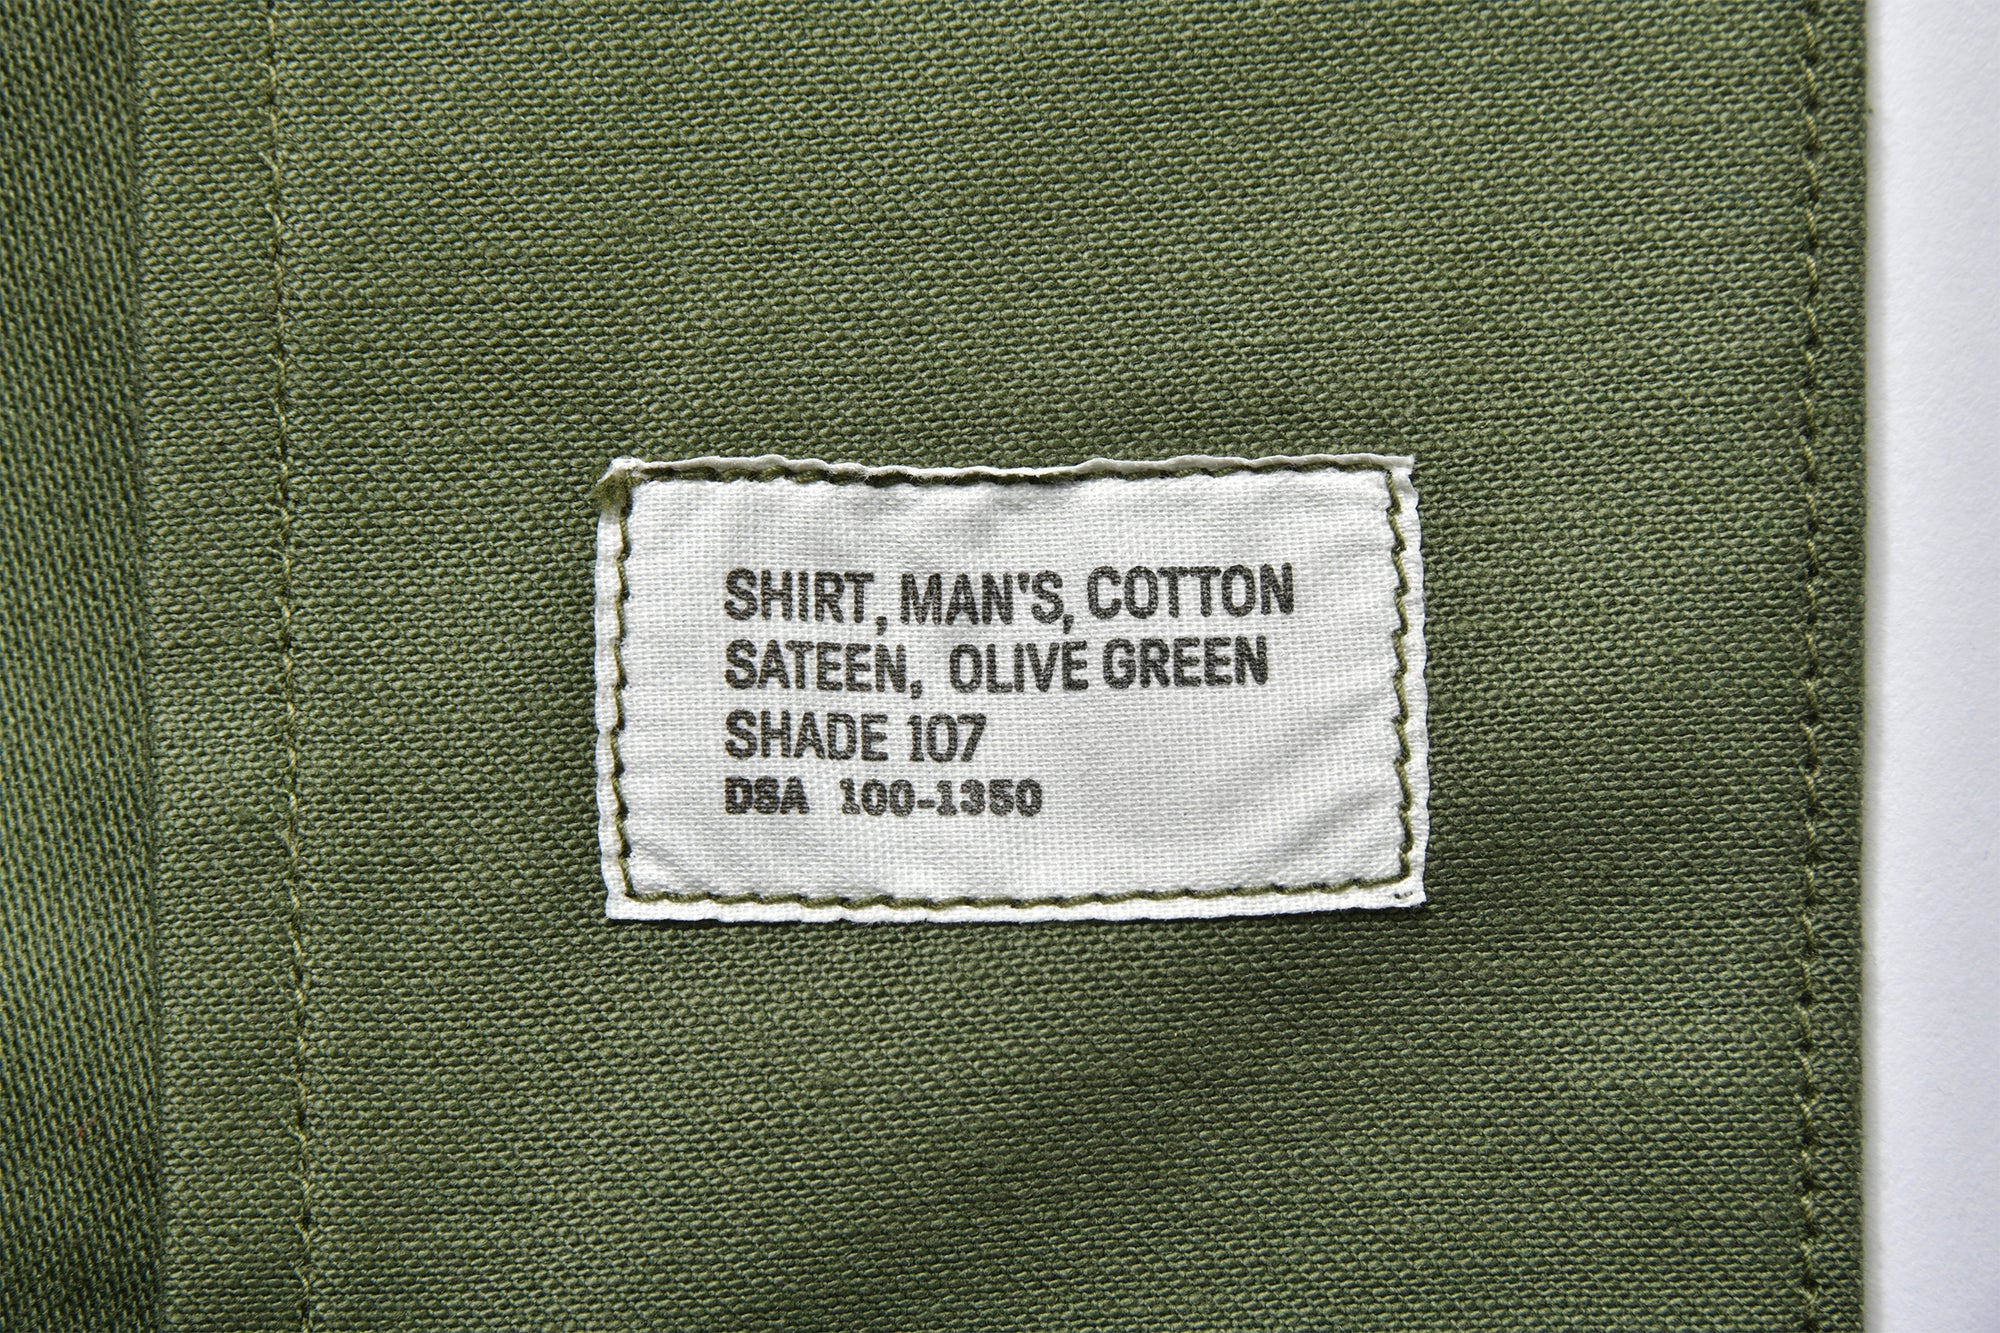 SHIRT, MAN'S, COTTON
SATEEN, OLIVE GREEN
SHADE 107
DSA 100-1350